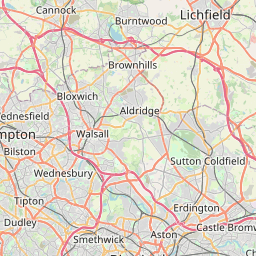 Cannock
Lichfield
Burntwood
Brownhills
Bloxwich
Aldridge
Wednesfield
mpton
Walsall
Bilston
Sutton Coldfield
Wednesbury
Tipton
Erdington
Dudley
Castle Bromw
Smethwick
Aston